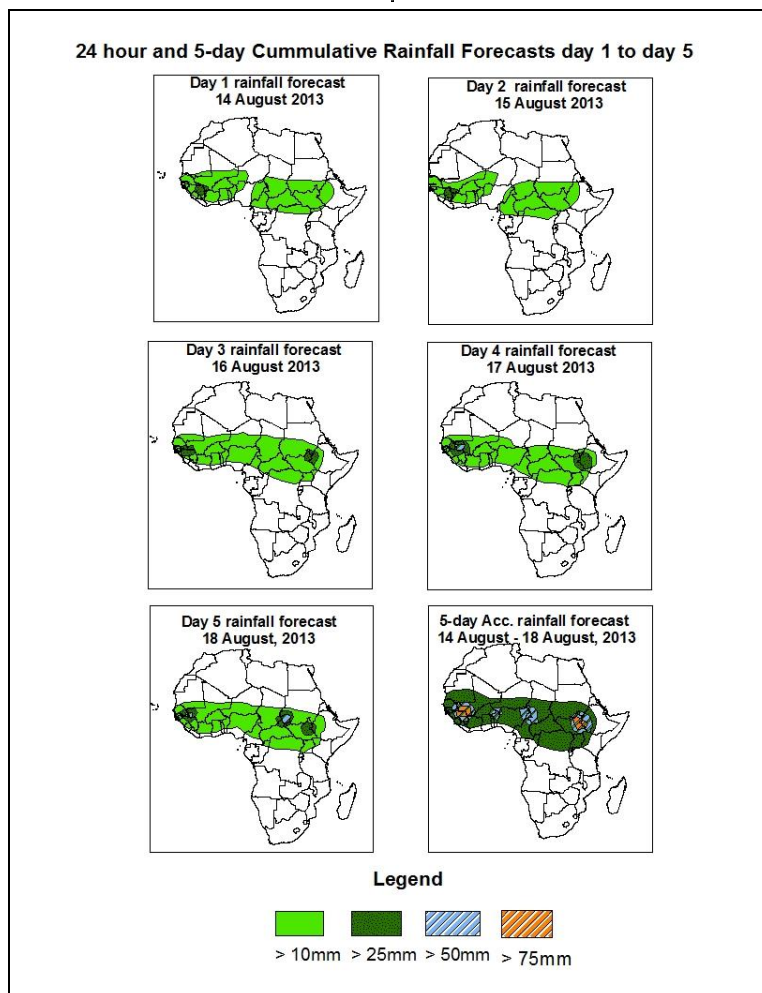 24 hour and 5-day Cummulative Rainfall Forecasts day 1 to day 5
Day 1 rainfall forecast
14 August 2013
Day 2 rainfall forecast
15 August 2013
Day 3 rainfall forecast
16 August 2013
Day 4 rainfall forecast
17 August 2013
Day 5 rainfall forecast
18 August, 2013
5-day Acc. rainfall forecast
14 August - 18 August, 2013
Legend
> 10mm > 25mm > 50mm > 75mm